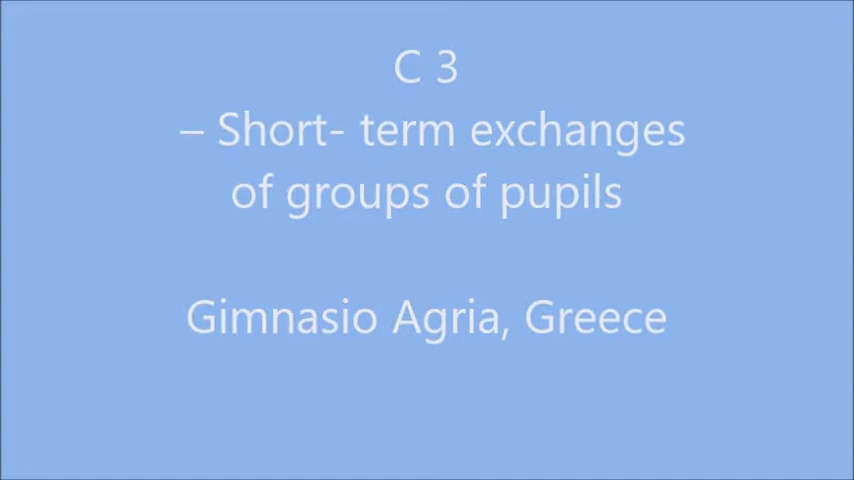 C 3
– Short- term exchanges
of groups of pupils
Gimnasio Agria, Greece